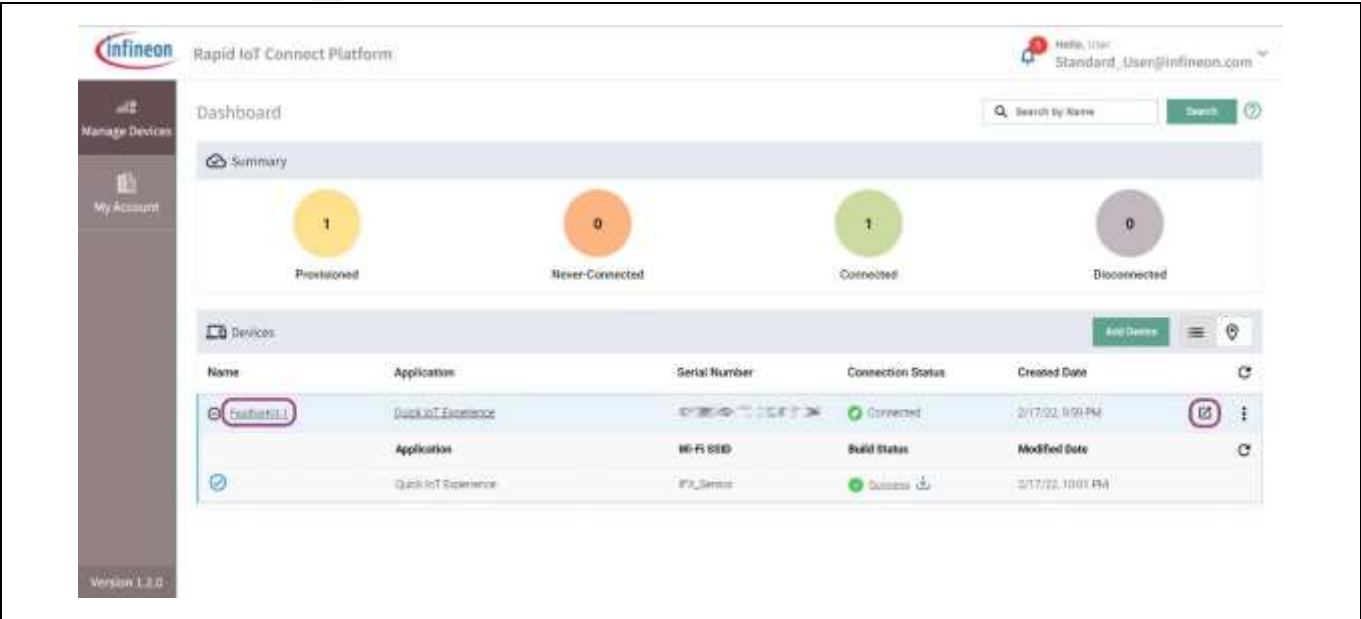 infineon
Rapid IoT Connect Platform
Hello, User
Standard_User@infineon.com
Manage Devices
My Account
Version 1.2.0
Dashboard
Search by Name
Search
Summary
1
0
1
0
Provisioned
Never-Connected
Connected
Disconnected
Devices
Add Device
Name Application Serial Number Connection Status Created Date
Quick IoT Experience Connected 2/17/22, 9:59 PM
Application Wi-Fi SSID Build Status Modified Date
Quick IoT Experience IFX_Sensor Success 2/17/22, 10:01 PM